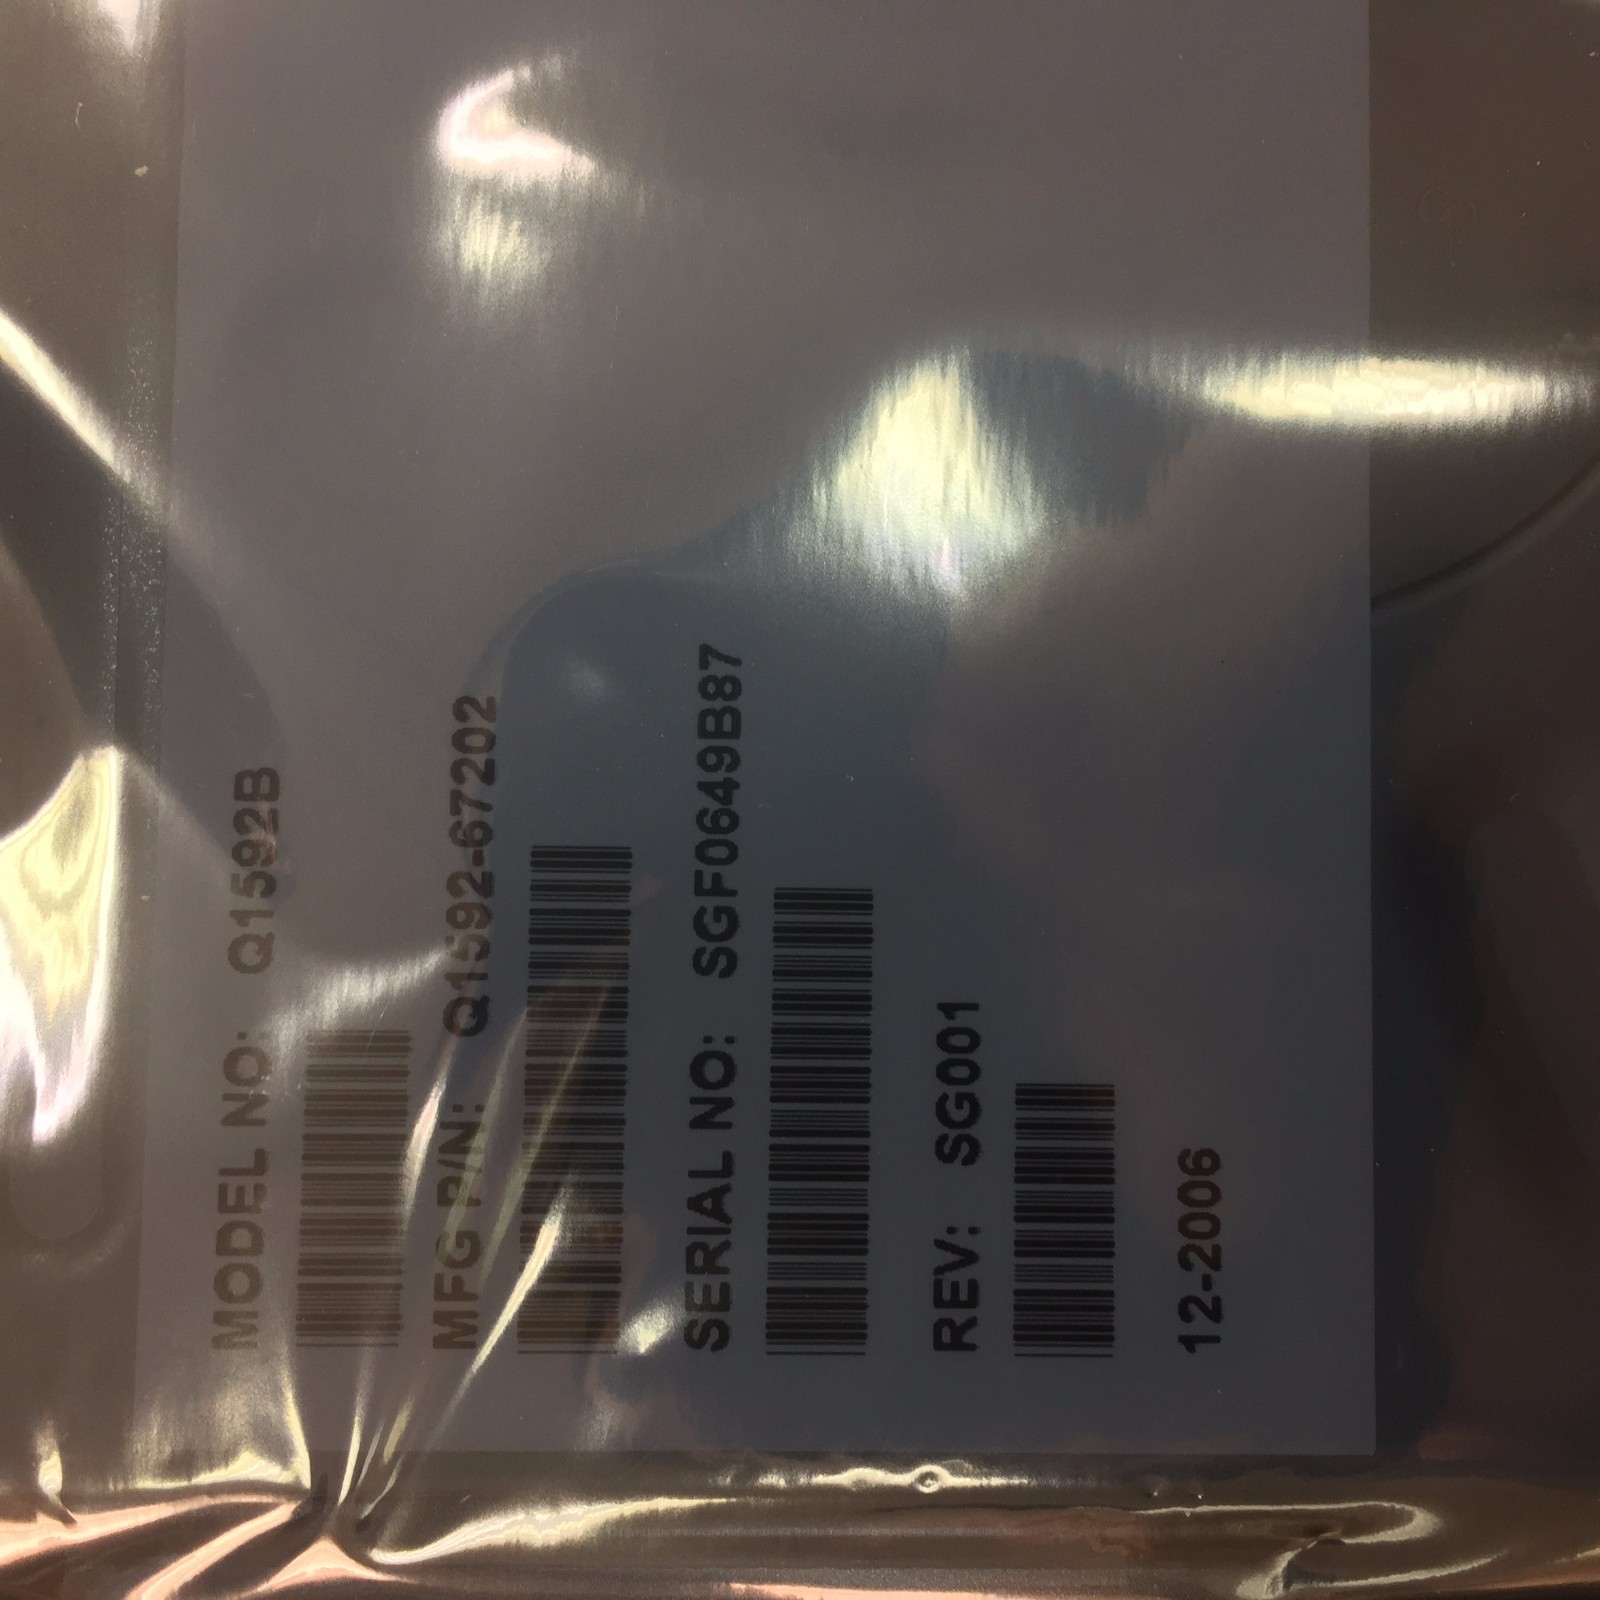 MODEL NO: Q1592B
MFG P/N: Q1592-67202
SERIAL NO: SGF0649B87
REV: SG001
12-2006